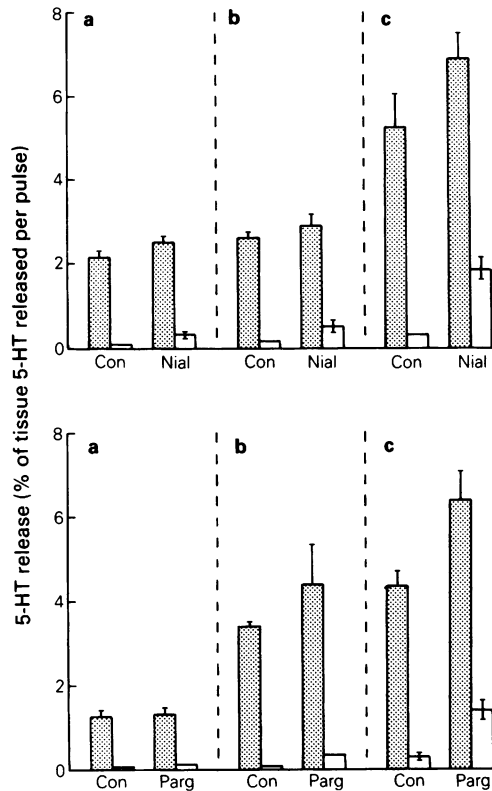 5-HT release (% of tissue 5-HT released per pulse)
8
6
4
2
0
a
b
c
Con
Nial
Con
Nial
Con
Nial
8
6
4
2
0
a
b
c
Con
Parg
Con
Parg
Con
Parg